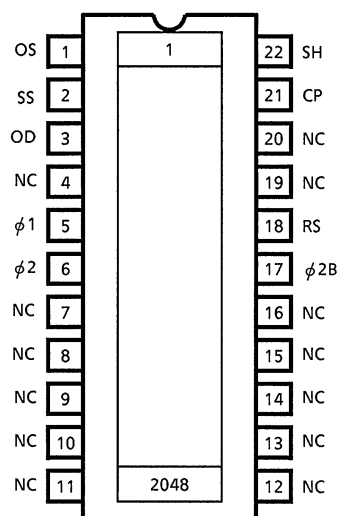 OS 1 1 22 SH
SS 2 21 CP
OD 3 20 NC
NC 4 19 NC
ϕ1 5 18 RS
ϕ2 6 17 ϕ2B
NC 7 16 NC
NC 8 15 NC
NC 9 14 NC
NC 10 13 NC
NC 11 2048 12 NC